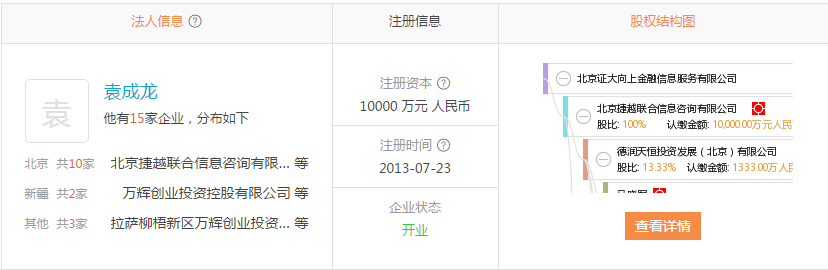 法人信息
注册信息
股权结构图
袁
袁成龙
他有15家企业，分布如下
北京 共10家 北京捷越联合信息咨询有限... 等
新疆 共2家 万辉创业投资控股有限公司 等
其他 共3家 拉萨柳梧新区万辉创业投资... 等
注册资本
10000 万元 人民币
注册时间
2013-07-23
企业状态
开业
北京证大向上金融信息服务有限公司
北京捷越联合信息咨询有限公司
股比: 100% 认缴金额: 10,000.00万元人民
德润天恒投资发展（北京）有限公司
股比: 13.33% 认缴金额: 1333.00万人民
查看详情